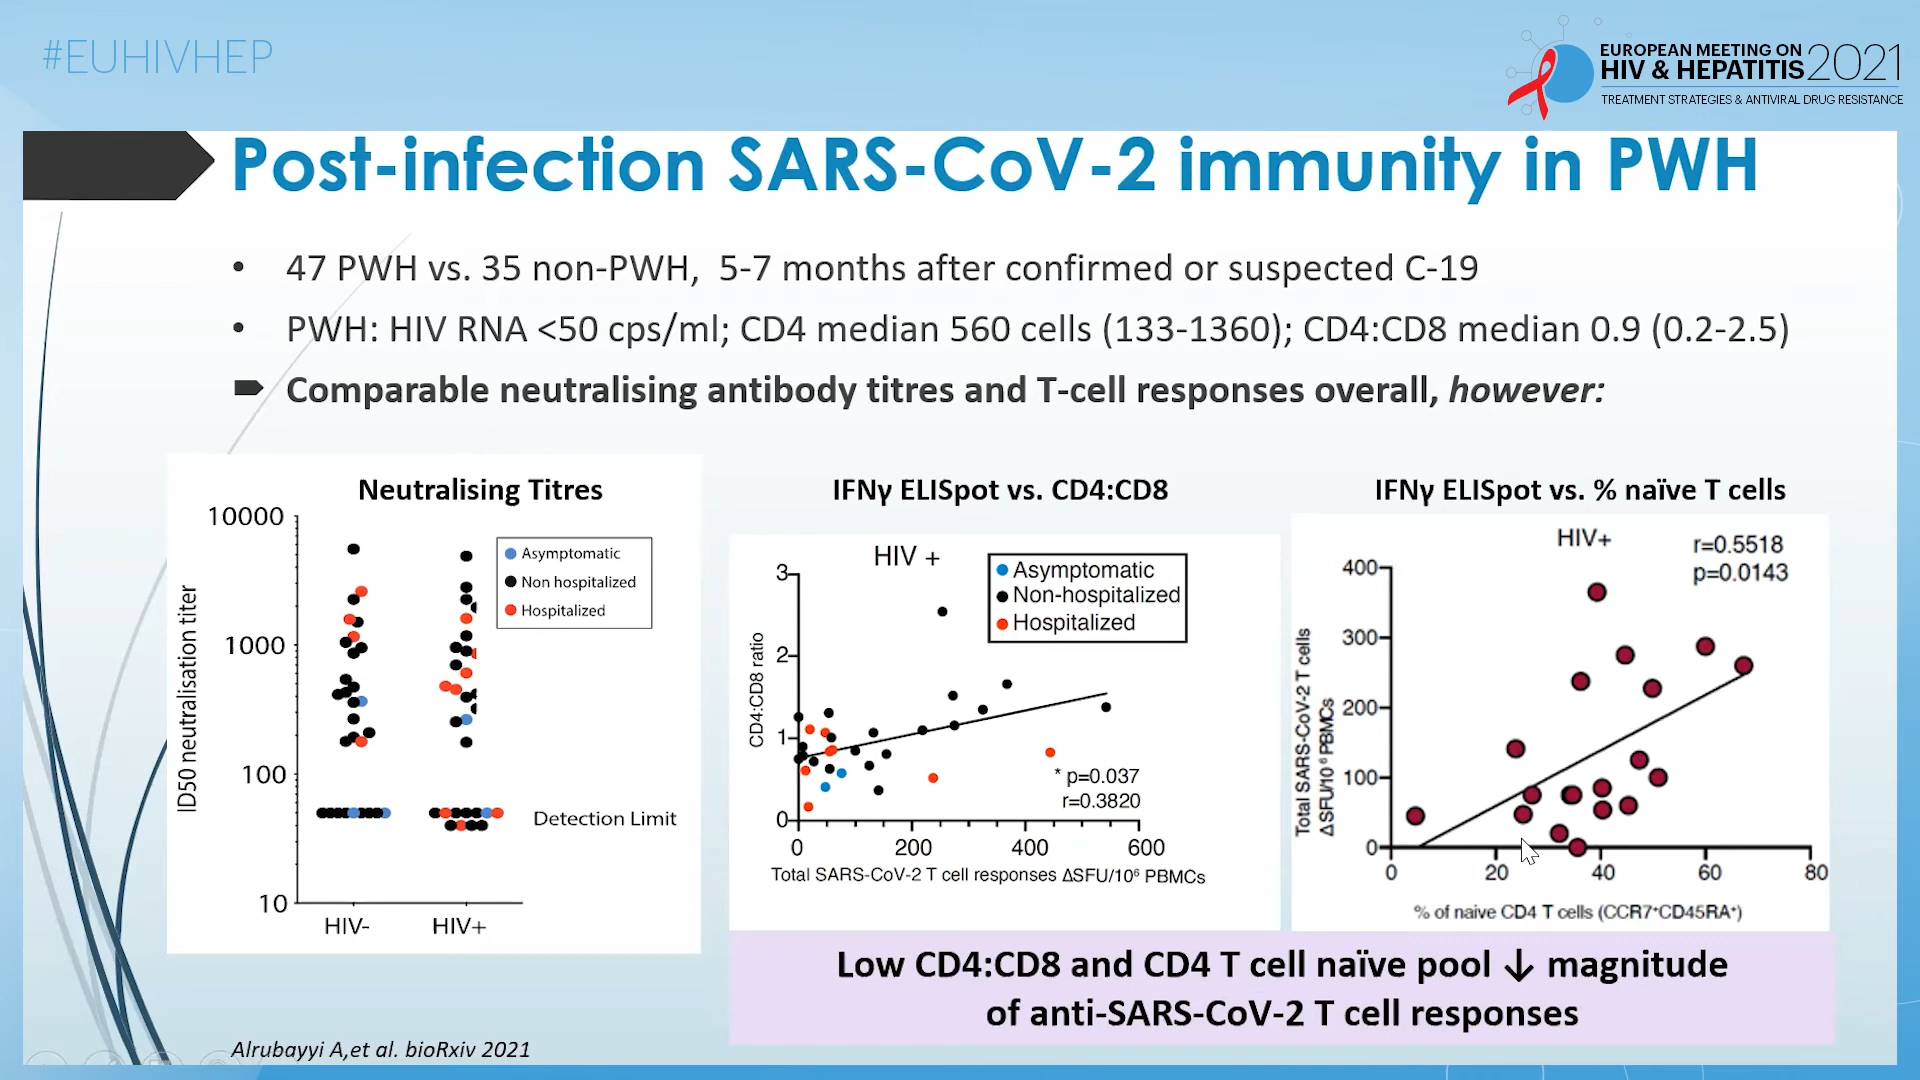 #EUHIVHEP
EUROPEAN MEETING ON
HIV & HEPATITIS 2021
TREATMENT STRATEGIES & ANTIVIRAL DRUG RESISTANCE
Post-infection SARS-CoV-2 immunity in PWH
• 47 PWH vs. 35 non-PWH, 5-7 months after confirmed or suspected C-19
• PWH: HIV RNA <50 cps/ml; CD4 median 560 cells (133-1360); CD4:CD8 median 0.9 (0.2-2.5)
Comparable neutralising antibody titres and T-cell responses overall, however:
Neutralising Titres
ID50 neutralisation titer
10000
1000
100
10
Asymptomatic
Non hospitalized
Hospitalized
Detection Limit
HIV-
HIV+
IFNγ ELISpot vs. CD4:CD8
HIV +
Asymptomatic
Non-hospitalized
Hospitalized
CD4:CD8 ratio
3
2
1
0
* p=0.037
r=0.3820
0 200 400 600
Total SARS-CoV-2 T cell responses ΔSFU/10⁶ PBMCs
IFNγ ELISpot vs. % naïve T cells
HIV+
r=0.5518
p=0.0143
Total SARS-CoV-2 T cells
ΔSFU/10⁶ PBMCs
400
300
200
100
0
0 20 40 60 80
% of naive CD4 T cells (CCR7⁺CD45RA⁺)
Low CD4:CD8 and CD4 T cell naïve pool ↓ magnitude
of anti-SARS-CoV-2 T cell responses
Alrubayyi A,et al. bioRxiv 2021